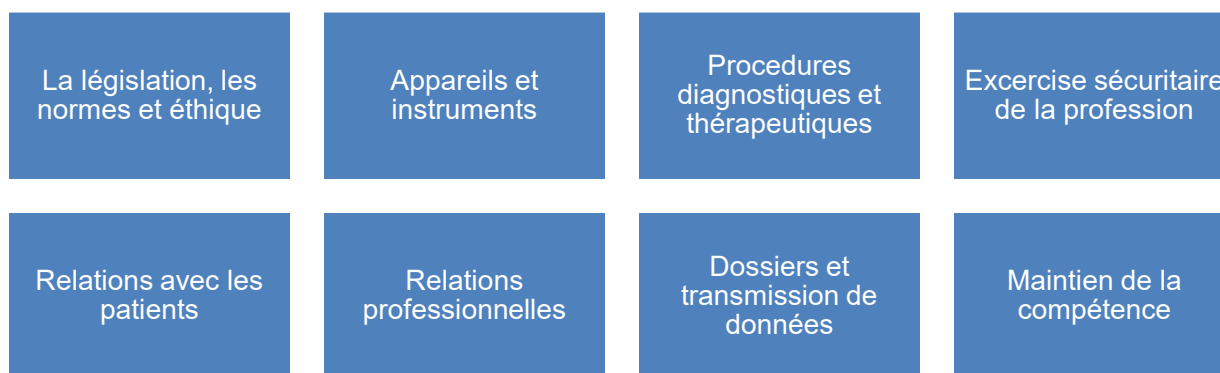 La législation, les
normes et éthique
Appareils et
instruments
Procedures
diagnostiques et
thérapeutiques
Excercise sécuritaire
de la profession
Relations avec les
patients
Relations
professionnelles
Dossiers et
transmission de
données
Maintien de la
compétence